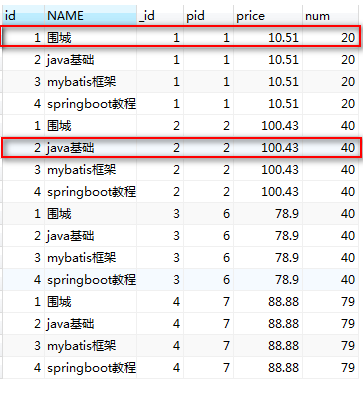 id NAME _id pid price num
1 围城 1 1 10.51 20
2 java基础 1 1 10.51 20
3 mybatis框架 1 1 10.51 20
4 springboot教程 1 1 10.51 20
1 围城 2 2 100.43 40
2 java基础 2 2 100.43 40
3 mybatis框架 2 2 100.43 40
4 springboot教程 2 2 100.43 40
1 围城 3 6 78.9 40
2 java基础 3 6 78.9 40
3 mybatis框架 3 6 78.9 40
4 springboot教程 3 6 78.9 40
1 围城 4 7 88.88 79
2 java基础 4 7 88.88 79
3 mybatis框架 4 7 88.88 79
4 springboot教程 4 7 88.88 79